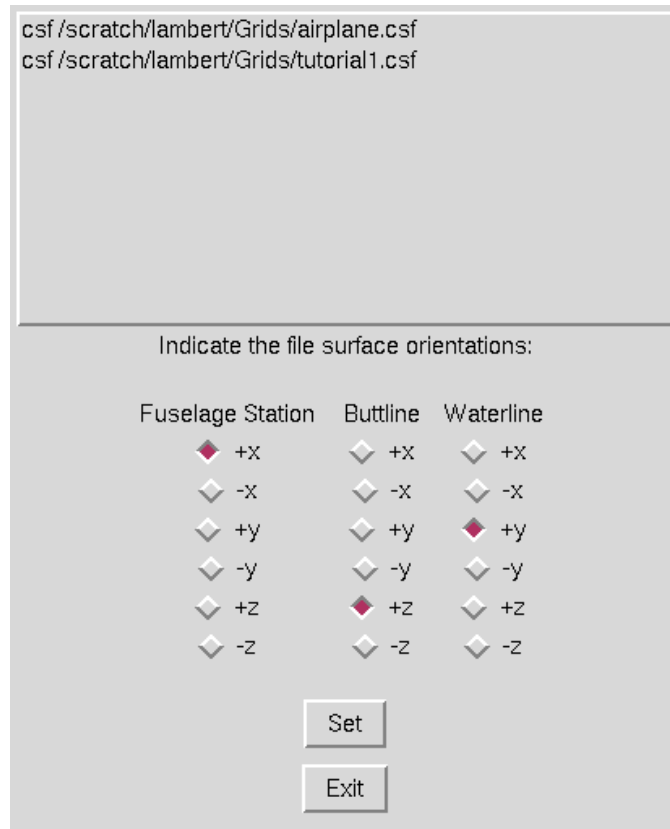 csf /scratch/lambert/Grids/airplane.csf
csf /scratch/lambert/Grids/tutorial1.csf
Indicate the file surface orientations:
Fuselage Station Buttline Waterline
+x +x +x
-x -x -x
+y +y +y
-y -y -y
+z +z +z
-z -z -z
Set
Exit